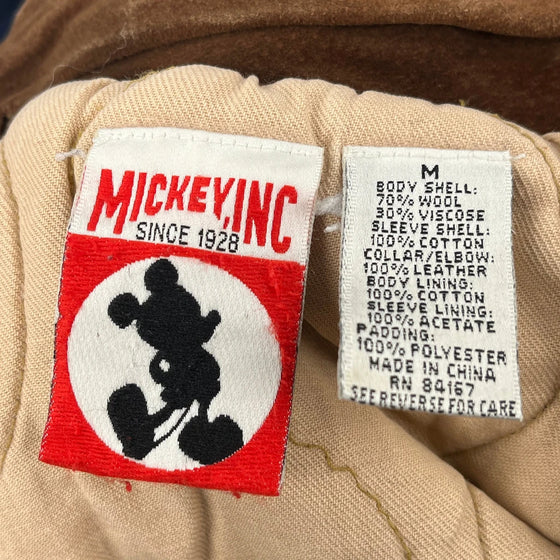 MICKEY, INC
SINCE 1928
M
BODY SHELL:
70% WOOL
30% VISCOSE
SLEEVE SHELL:
100% COTTON
COLLAR/ELBOW:
100% LEATHER
BODY LINING:
100% COTTON
SLEEVE LINING:
100% ACETATE
PADDING:
100% POLYESTER
MADE IN CHINA
RN 84167
SEE REVERSE FOR CARE